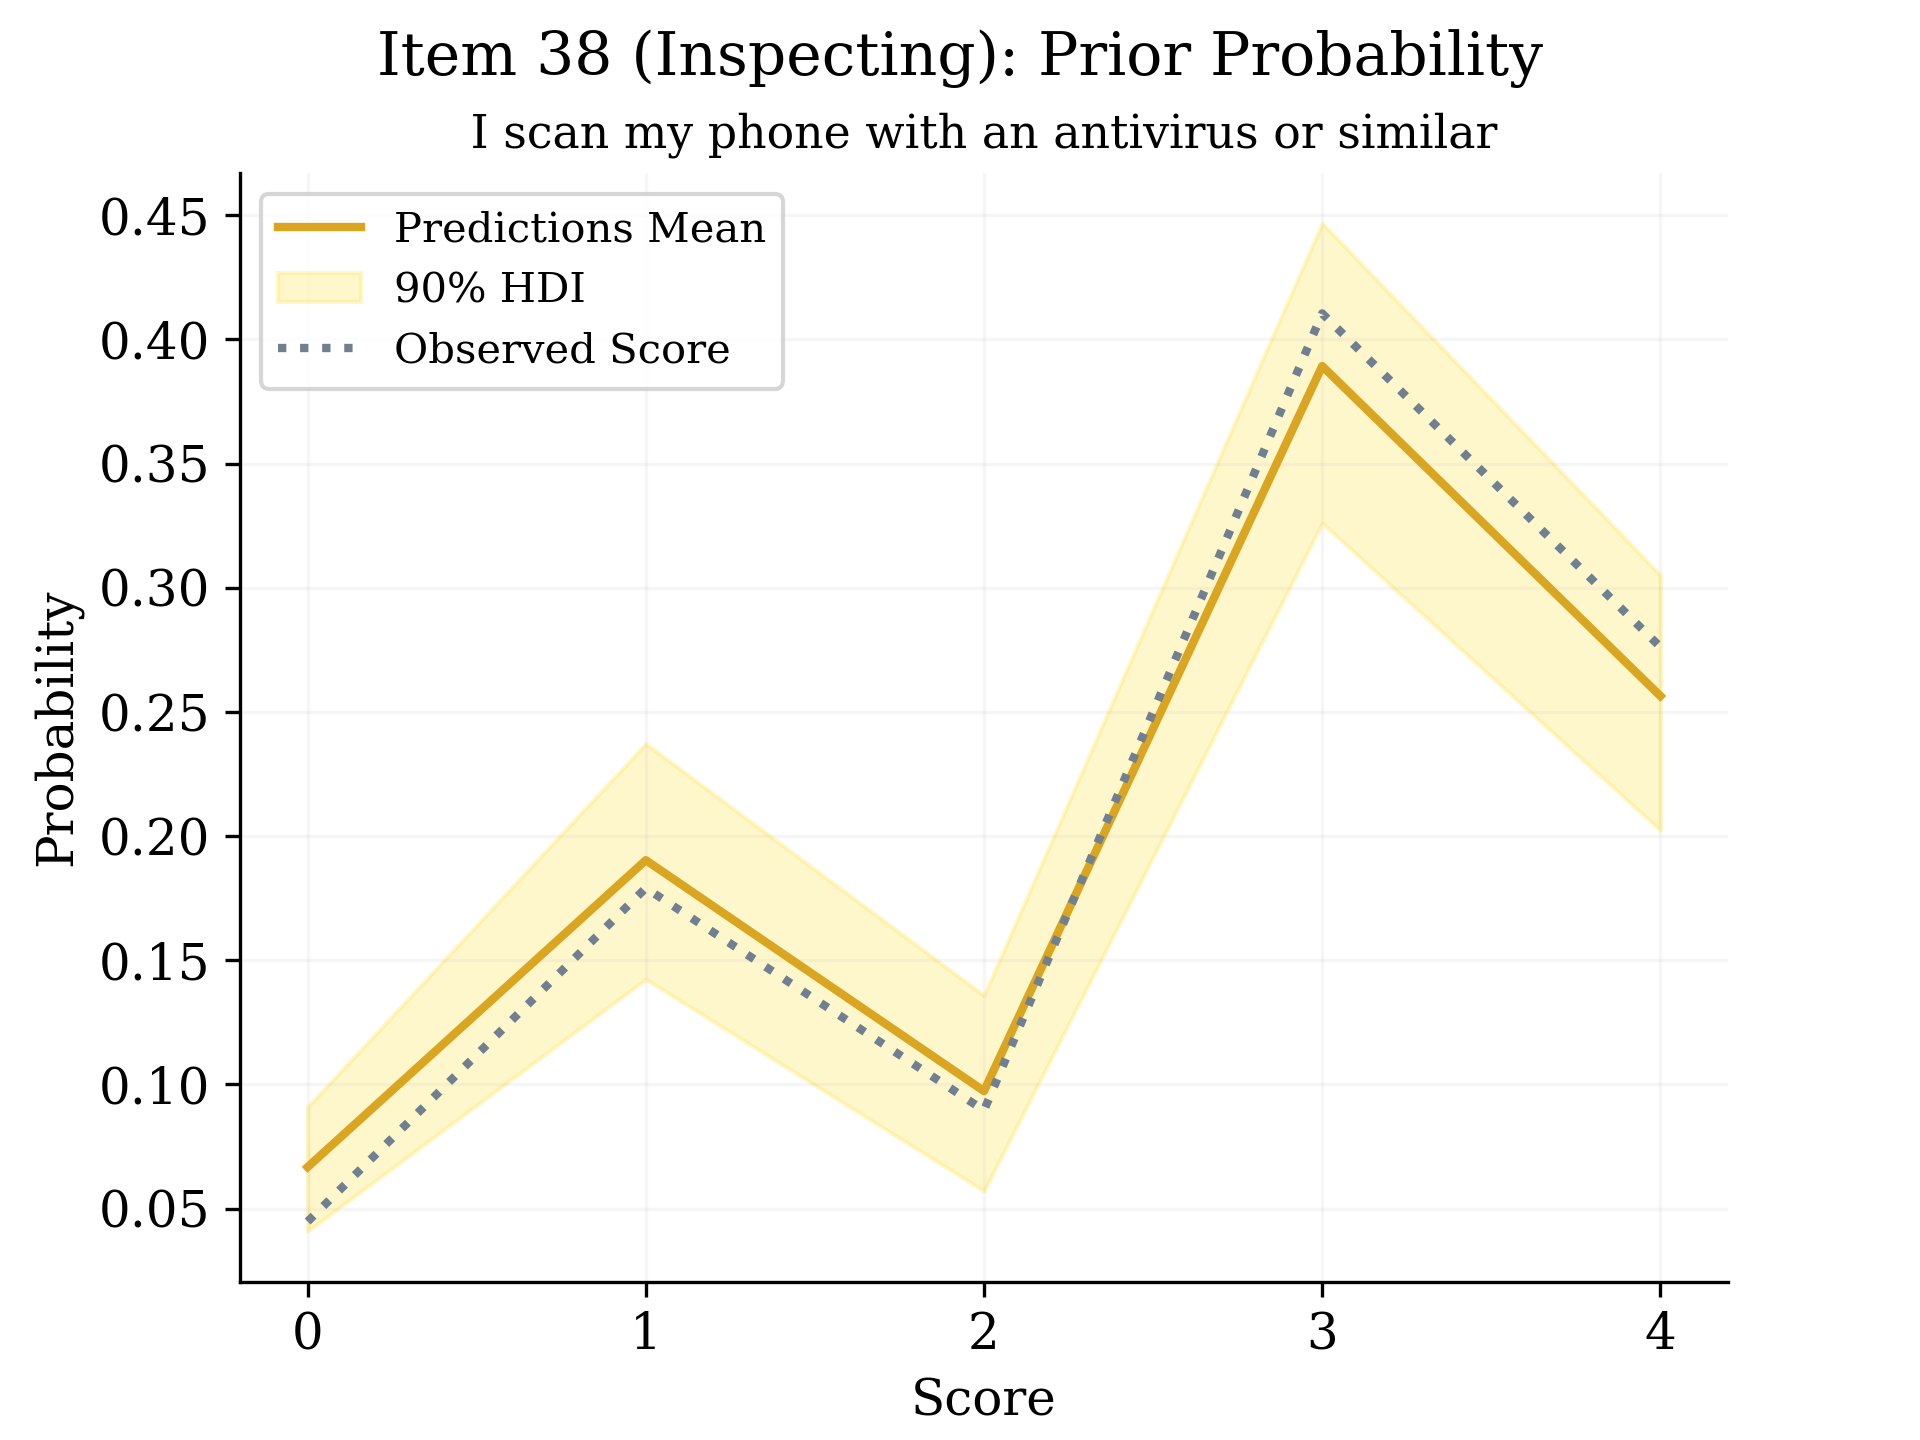 Item 38 (Inspecting): Prior Probability
I scan my phone with an antivirus or similar
Predictions Mean
90% HDI
Observed Score
0.45
0.40
0.35
0.30
0.25
0.20
0.15
0.10
0.05
Probability
0 1 2 3 4
Score